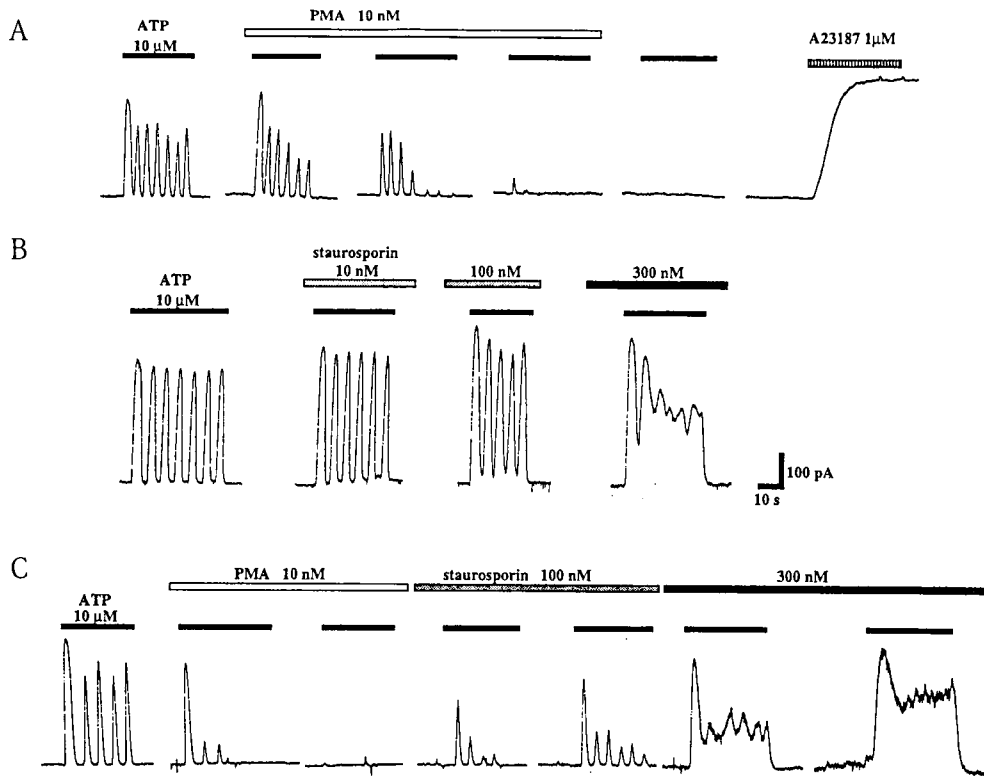 A
PMA 10 nM
ATP
10 µM
A23187 1µM
B
staurosporin
10 nM
100 nM
300 nM
ATP
10 µM
100 pA
10 s
C
PMA 10 nM
staurosporin 100 nM
300 nM
ATP
10 µM